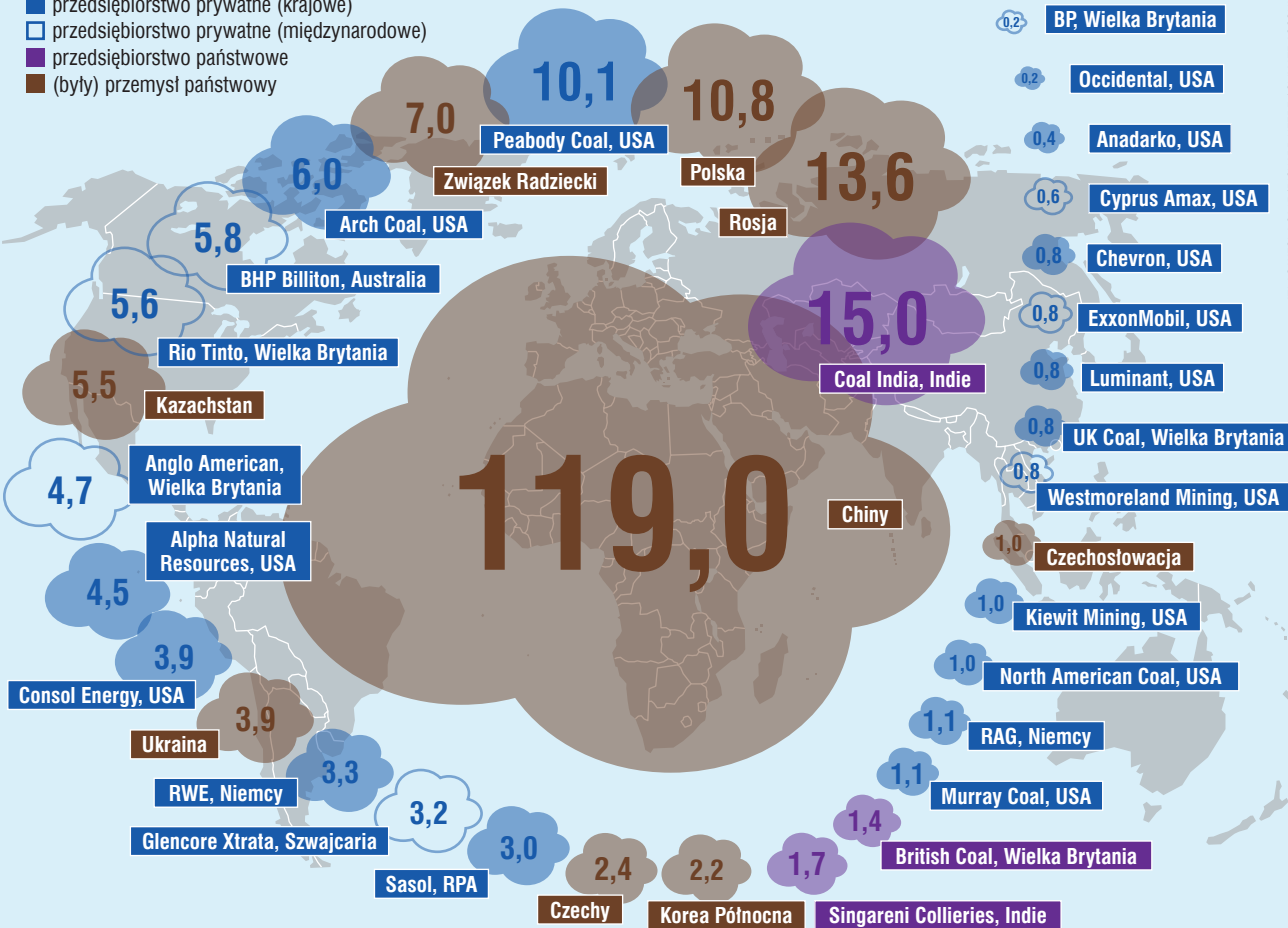 przedsiębiorstwo prywatne (krajowe)
przedsiębiorstwo prywatne (międzynarodowe)
przedsiębiorstwo państwowe
(były) przemysł państwowy
119,0
Chiny
15,0
Coal India, Indie
13,6
Rosja
10,8
Polska
10,1
Peabody Coal, USA
7,0
Związek Radziecki
6,0
Arch Coal, USA
5,8
BHP Billiton, Australia
5,6
Rio Tinto, Wielka Brytania
5,5
Kazachstan
4,7
Anglo American,
Wielka Brytania
Alpha Natural
Resources, USA
4,5
3,9
Consol Energy, USA
3,9
Ukraina
3,3
RWE, Niemcy
3,2
Glencore Xtrata, Szwajcaria
3,0
Sasol, RPA
2,4
Czechy
2,2
Korea Północna
1,7
Singareni Collieries, Indie
1,4
British Coal, Wielka Brytania
1,1
Murray Coal, USA
1,1
RAG, Niemcy
1,0
North American Coal, USA
1,0
Kiewit Mining, USA
1,0
Czechosłowacja
0,8
Westmoreland Mining, USA
0,8
UK Coal, Wielka Brytania
0,8
Luminant, USA
0,8
ExxonMobil, USA
0,8
Chevron, USA
0,6
Cyprus Amax, USA
0,4
Anadarko, USA
0,2
Occidental, USA
0,2
BP, Wielka Brytania